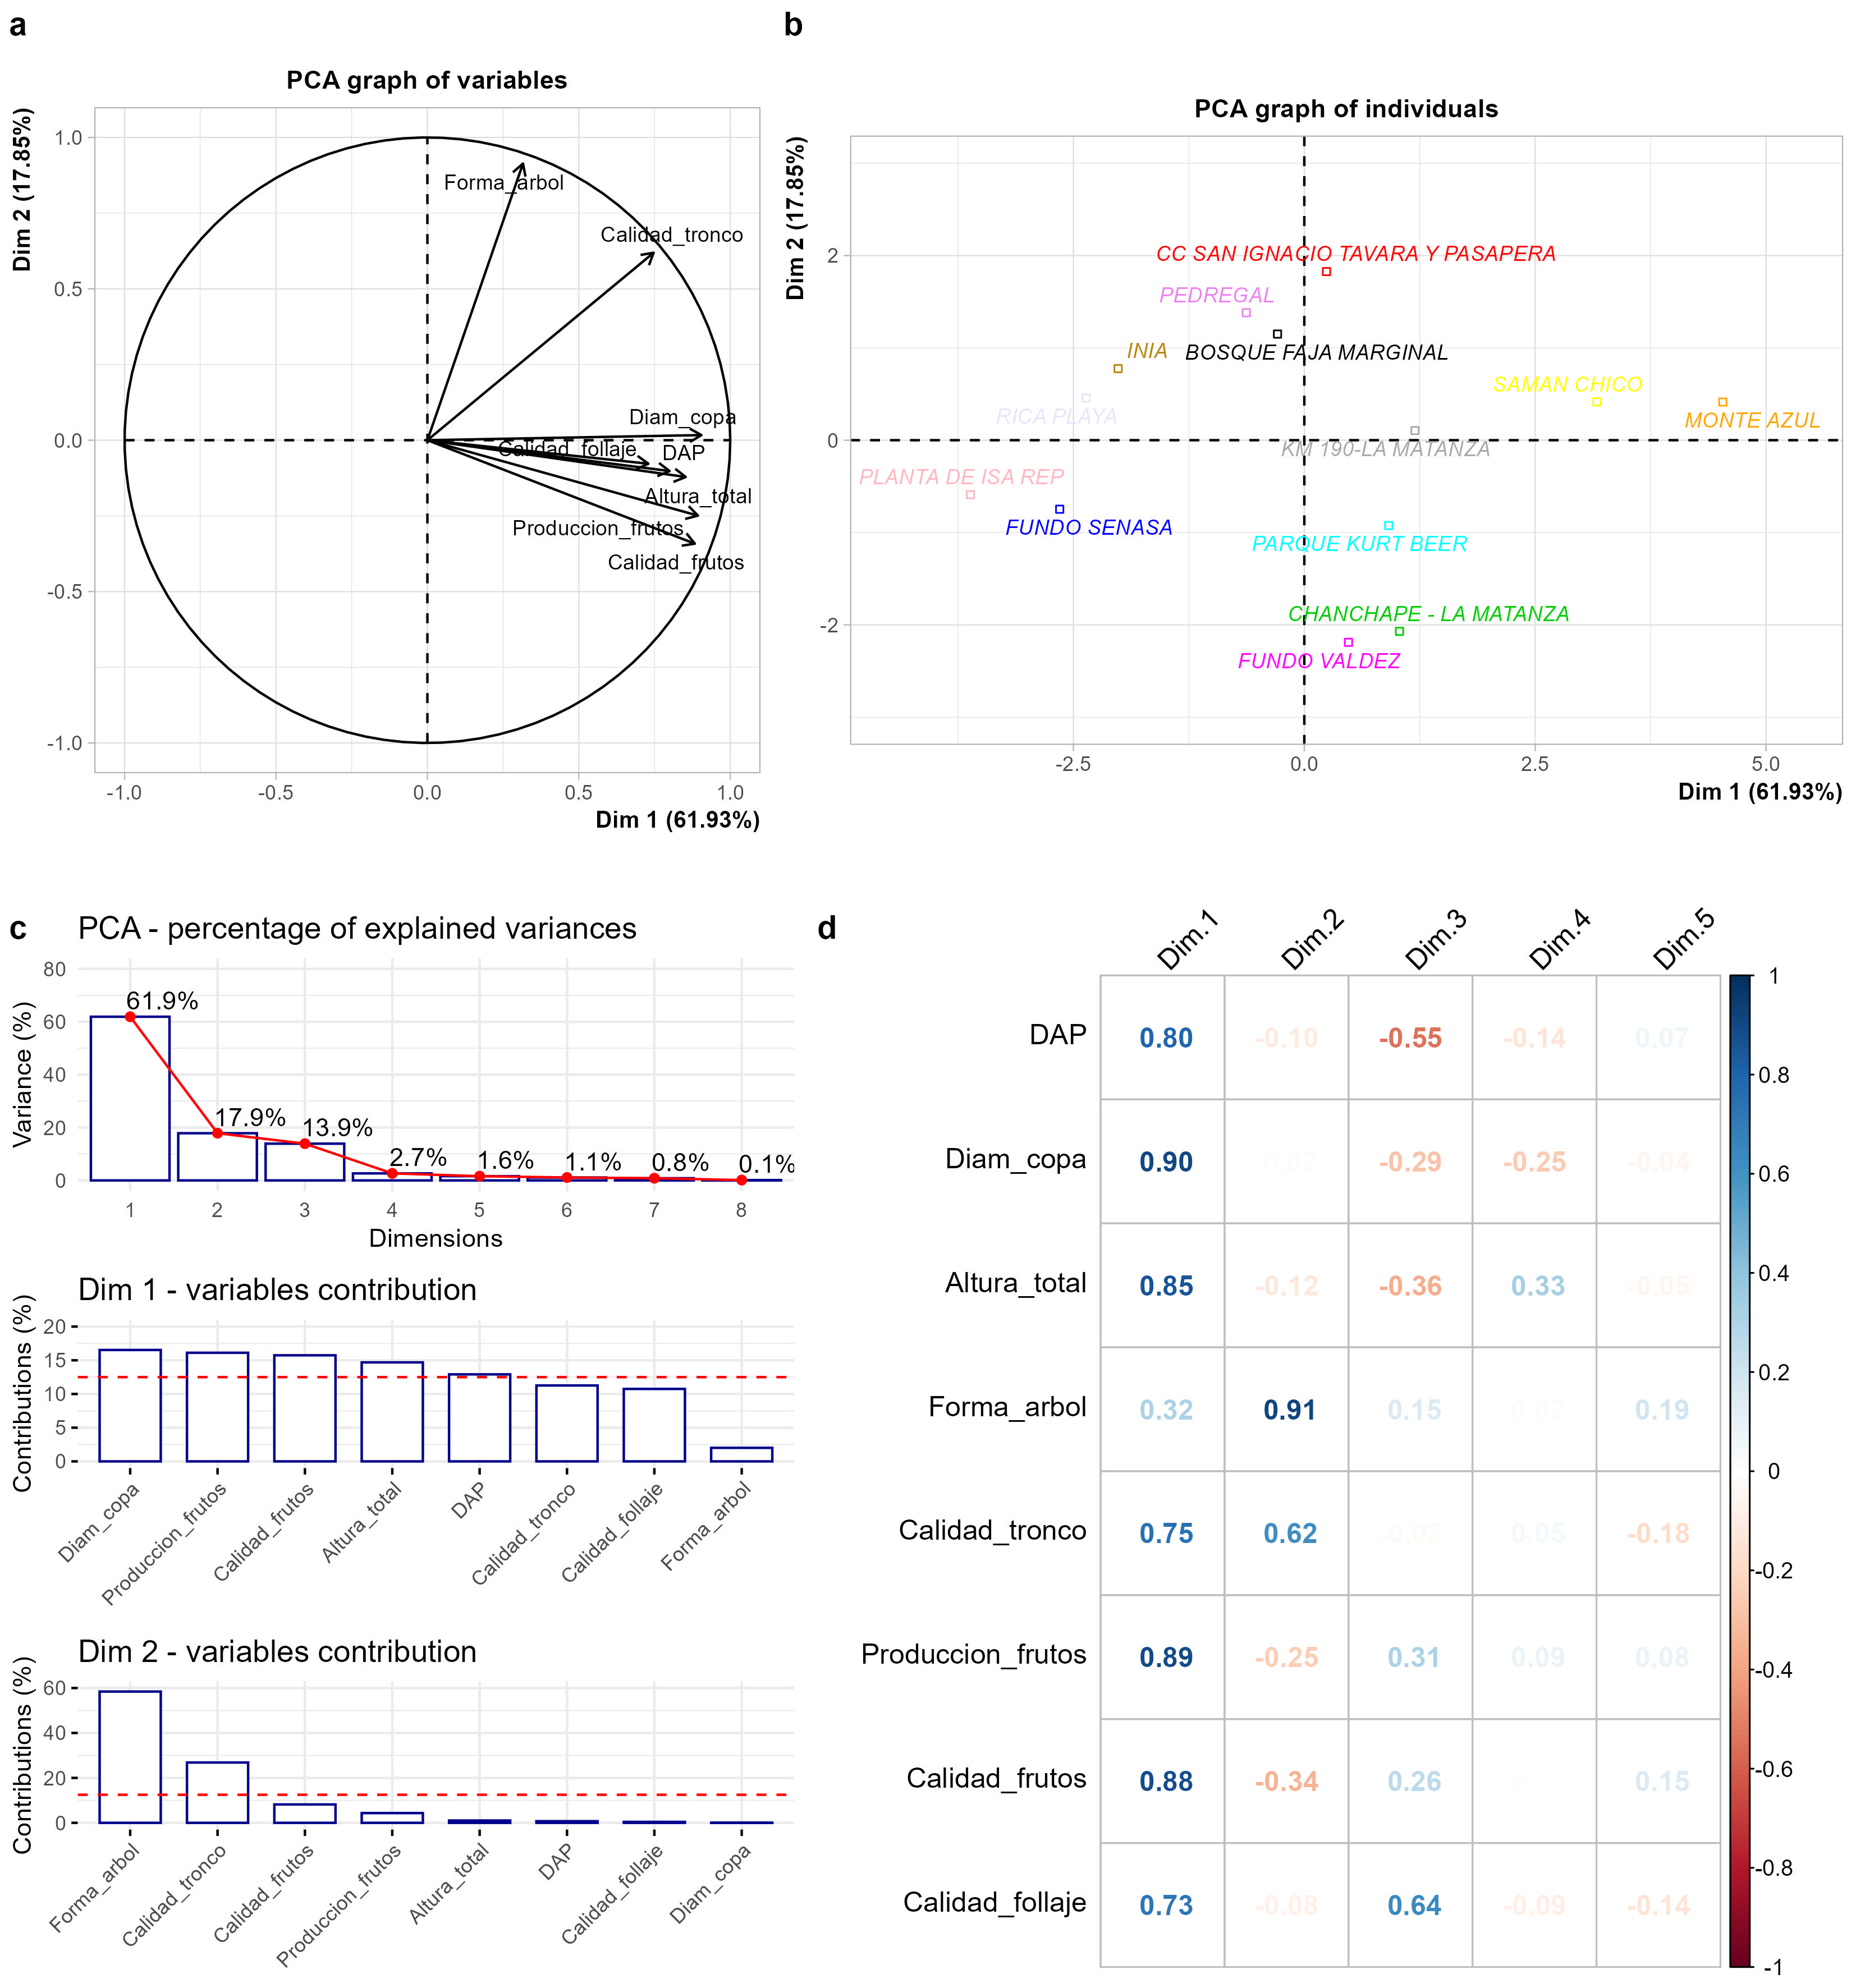 a
PCA graph of variables
Dim 2 (17.85%)
1.0
0.5
0.0
-0.5
-1.0
Forma_arbol
Calidad_tronco
Diam_copa
Calidad_follaje
DAP
Altura_total
Produccion_frutos
Calidad_frutos
-1.0 -0.5 0.0 0.5 1.0
Dim 1 (61.93%)
b
PCA graph of individuals
Dim 2 (17.85%)
2
0
-2
CC SAN IGNACIO TAVARA Y PASAPERA
PEDREGAL
INIA
BOSQUE FAJA MARGINAL
SAMAN CHICO
RICA PLAYA
MONTE AZUL
KM 190-LA MATANZA
PLANTA DE ISA REP
FUNDO SENASA
PARQUE KURT BEER
CHANCHAPE - LA MATANZA
FUNDO VALDEZ
-2.5 0.0 2.5 5.0
Dim 1 (61.93%)
c
PCA - percentage of explained variances
Variance (%)
80
60
40
20
0
61.9%
17.9%
13.9%
2.7%
1.6%
1.1%
0.8%
0.1%
1 2 3 4 5 6 7 8
Dimensions
Dim 1 - variables contribution
Contributions (%)
20
15
10
5
0
Diam_copa
Produccion_frutos
Calidad_frutos
Altura_total
DAP
Calidad_tronco
Calidad_follaje
Forma_arbol
Dim 2 - variables contribution
Contributions (%)
60
40
20
0
Forma_arbol
Calidad_tronco
Calidad_frutos
Produccion_frutos
Altura_total
DAP
Calidad_follaje
Diam_copa
d
Dim.1 Dim.2 Dim.3 Dim.4 Dim.5
DAP 0.80 -0.10 -0.55 -0.14 0.07
Diam_copa 0.90 0.02 -0.29 -0.25 -0.04
Altura_total 0.85 -0.12 -0.36 0.33 -0.05
Forma_arbol 0.32 0.91 0.15 0.02 0.19
Calidad_tronco 0.75 0.62 -0.02 0.05 -0.18
Produccion_frutos 0.89 -0.25 0.31 0.09 0.08
Calidad_frutos 0.88 -0.34 0.26 0.15
Calidad_follaje 0.73 -0.08 0.64 -0.09 -0.14
1
0.8
0.6
0.4
0.2
0
-0.2
-0.4
-0.6
-0.8
-1